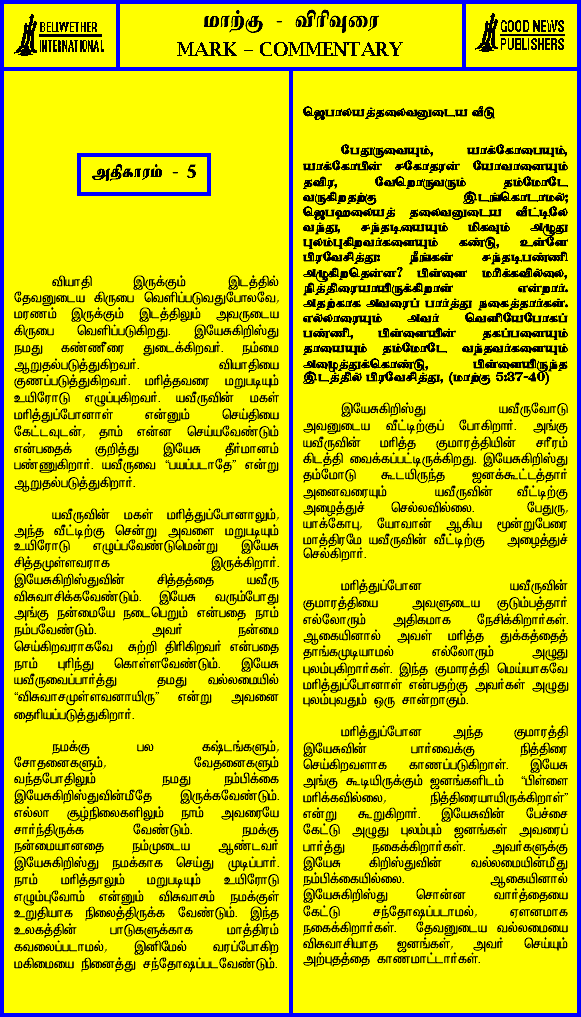 BELIWETHER
INTERNATIONAL
மாற்கு - விரிவுரை
MARK – COMMENTARY
GOOD NEWS
PUBLISHERS
அதிகாரம் - 5
வியாதி இருக்கும் இடத்தில்
தேவனுடைய கிருபை வெளிப்படுவதுபோலவே,
மரணம் இருக்கும் இடத்திலும் அவருடைய
கிருபை வெளிப்படுகிறது. இயேசுகிறிஸ்து
நமது கண்ணீரை துடைக்கிறவர். நம்மை
ஆறுதல்படுத்துகிறவர். வியாதியை
குணப்படுத்துகிறவர். மரித்தவரை மறுபடியும்
உயிரோடு எழுப்புகிறவர். யவீருவின் மகள்
மரித்துப்போனாள் என்னும் செய்தியை
கேட்டவுடன், தாம் என்ன செய்யவேண்டும்
என்பதைக் குறித்து இயேசு தீர்மானம்
பண்ணுகிறார். யவீருவை “பயப்படாதே” என்று
ஆறுதல்படுத்துகிறார்.
யவீருவின் மகள் மரித்துப்போனாலும்,
அந்த வீட்டிற்கு சென்று அவளை மறுபடியும்
உயிரோடு எழுப்பவேண்டுமென்று இயேசு
சித்தமுள்ளவராக இருக்கிறார்.
இயேசுகிறிஸ்துவின் சித்தத்தை யவீரு
விசுவாசிக்கவேண்டும். இயேசு வரும்போது
அங்கு நன்மையே நடைபெறும் என்பதை நாம்
நம்பவேண்டும். அவர் நன்மை
செய்கிறவராகவே சுற்றி திரிகிறவர் என்பதை
நாம் புரிந்து கொள்ளவேண்டும். இயேசு
யவீருவைப்பார்த்து தமது வல்லமையில்
“விசுவாசமுள்ளவனாயிரு” என்று அவனை
தைரியப்படுத்துகிறார்.
நமக்கு பல கஷ்டங்களும்,
சோதனைகளும், வேதனைகளும்
வந்தபோதிலும் நமது நம்பிக்கை
இயேசுகிறிஸ்துவின்மீதே இருக்கவேண்டும்.
எல்லா சூழ்நிலைகளிலும் நாம் அவரையே
சார்ந்திருக்க வேண்டும். நமக்கு
நன்மையானதை நம்முடைய ஆண்டவர்
இயேசுகிறிஸ்து நமக்காக செய்து முடிப்பார்.
நாம் மரித்தாலும் மறுபடியும் உயிரோடு
எழும்புவோம் என்னும் விசுவாசம் நமக்குள்
உறுதியாக நிலைத்திருக்க வேண்டும். இந்த
உலகத்தின் பாடுகளுக்காக மாத்திரம்
கவலைப்படாமல், இனிமேல் வரப்போகிற
மகிமையை நினைத்து சந்தோஷப்படவேண்டும்.
ஜெபாலயத்தலைவனுடைய வீடு
பேதுருவையும், யாக்கோபையும்,
யாக்கோபின் சகோதரன் யோவானையும்
தவிர, வேறொருவரும் தம்மோடே
வருகிறதற்கு இடங்கொடாமல்;
ஜெபஆலயத் தலைவனுடைய வீட்டிலே
வந்து, சந்தடியையும் மிகவும் அழுது
புலம்புகிறவர்களையும் கண்டு, உள்ளே
பிரவேசித்து: நீங்கள் சந்தடிபண்ணி
அழுகிறதென்ன? பிள்ளை மரிக்கவில்லை,
நித்திரையாயிருக்கிறாள் என்றார்.
அதற்காக அவரைப் பார்த்து நகைத்தார்கள்.
எல்லாரையும் அவர் வெளியேபோகப்
பண்ணி, பிள்ளையின் தகப்பனையும்
தாயையும் தம்மோடே வந்தவர்களையும்
அழைத்துக்கொண்டு, பிள்ளையிருந்த
இடத்தில் பிரவேசித்து, (மாற்கு 5:37-40)
இயேசுகிறிஸ்து யவீருவோடு
அவனுடைய வீட்டிற்குப் போகிறார். அங்கு
யவீருவின் மரித்த குமாரத்தியின் சரீரம்
கிடத்தி வைக்கப்பட்டிருக்கிறது. இயேசுகிறிஸ்து
தம்மோடு கூடயிருந்த ஜனக்கூட்டத்தார்
அனைவரையும் யவீருவின் வீட்டிற்கு
அழைத்துச் செல்லவில்லை. பேதுரு,
யாக்கோபு, யோவான் ஆகிய மூன்றுபேரை
மாத்திரமே யவீருவின் வீட்டிற்கு அழைத்துச்
செல்கிறார்.
மரித்துப்போன யவீருவின்
குமாரத்தியை அவளுடைய குடும்பத்தார்
எல்லோரும் அதிகமாக நேசிக்கிறார்கள்.
ஆகையினால் அவள் மரித்த துக்கத்தைத்
தாங்கமுடியாமல் எல்லோரும் அழுது
புலம்புகிறார்கள். இந்த குமாரத்தி மெய்யாகவே
மரித்துப்போனாள் என்பதற்கு அவர்கள் அழுது
புலம்புவதும் ஒரு சான்றாகும்.
மரித்துப்போன அந்த குமாரத்தி
இயேசுவின் பார்வைக்கு நித்திரை
செய்கிறவளாக காணப்படுகிறாள். இயேசு
அங்கு கூடியிருக்கும் ஜனங்களிடம் “பிள்ளை
மரிக்கவில்லை, நித்திரையாயிருக்கிறாள்”
என்று கூறுகிறார். இயேசுவின் பேச்சை
கேட்டு அழுது புலம்பும் ஜனங்கள் அவரைப்
பார்த்து நகைக்கிறார்கள். அவர்களுக்கு
இயேசு கிறிஸ்துவின் வல்லமையின்மீது
நம்பிக்கையில்லை. ஆகையினால்
இயேசுகிறிஸ்து சொன்ன வார்த்தையை
கேட்டு சந்தோஷப்படாமல், ஏளனமாக
நகைக்கிறார்கள். தேவனுடைய வல்லமையை
விசுவாசியாத ஜனங்கள், அவர் செய்யும்
அற்புதத்தை காணமாட்டார்கள்.